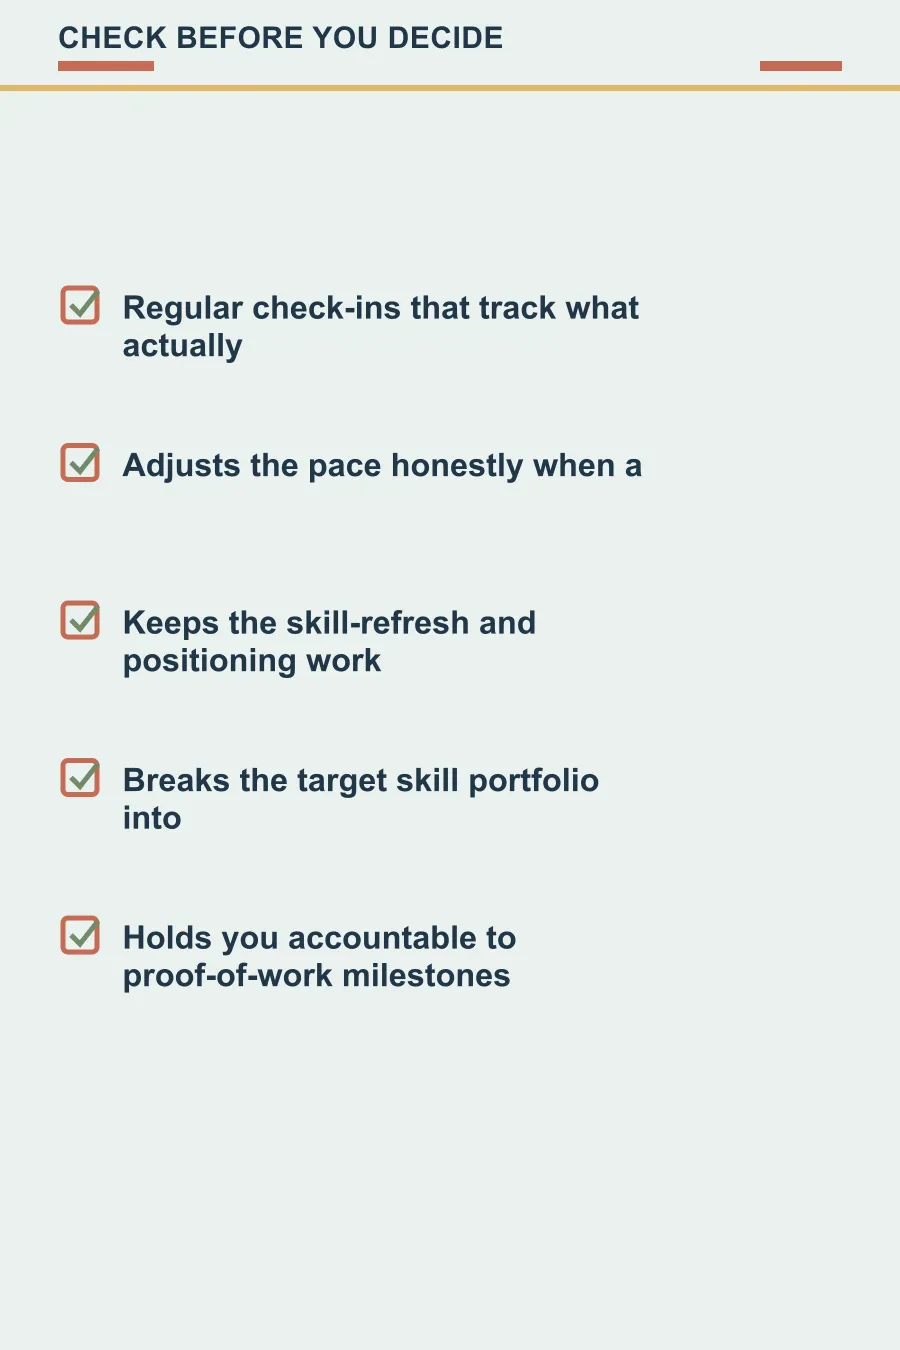 CHECK BEFORE YOU DECIDE
Regular check-ins that track what
actually
Adjusts the pace honestly when a
Keeps the skill-refresh and
positioning work
Breaks the target skill portfolio
into
Holds you accountable to
proof-of-work milestones